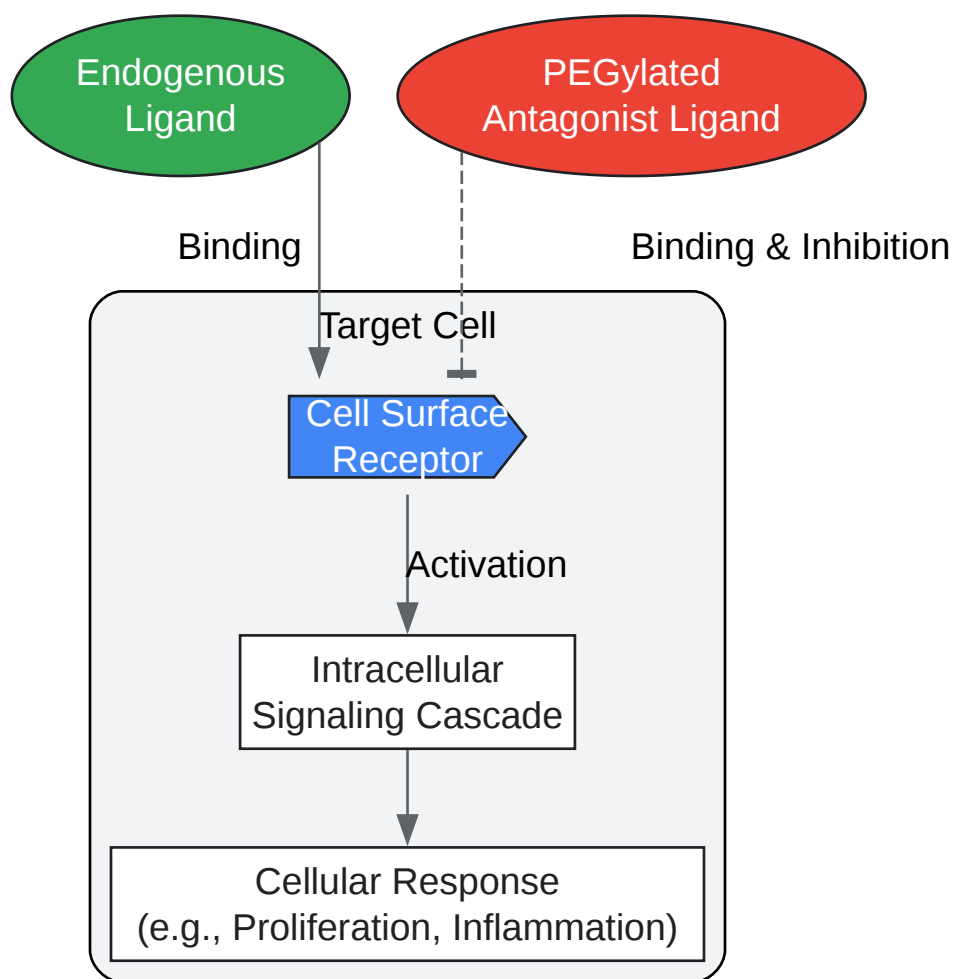 Endogenous
Ligand
PEGylated
Antagonist Ligand
Binding
Binding & Inhibition
Target Cell
Cell Surface
Receptor
Activation
Intracellular
Signaling Cascade
Cellular Response
(e.g., Proliferation, Inflammation)